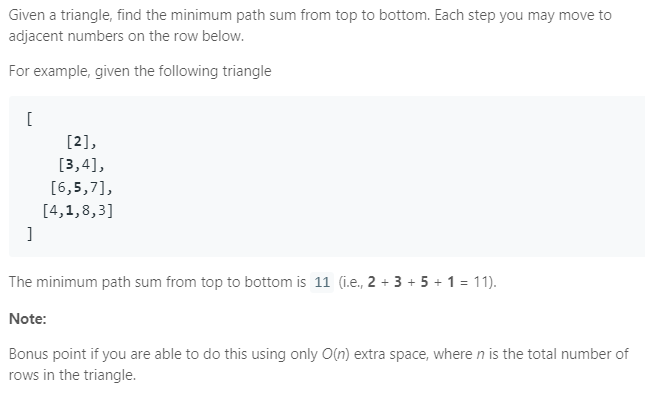 Given a triangle, find the minimum path sum from top to bottom. Each step you may move to
adjacent numbers on the row below.
For example, given the following triangle
[
[2],
[3,4],
[6,5,7],
[4,1,8,3]
]
The minimum path sum from top to bottom is 11 (i.e., 2 + 3 + 5 + 1 = 11).
Note:
Bonus point if you are able to do this using only O(n) extra space, where n is the total number of
rows in the triangle.